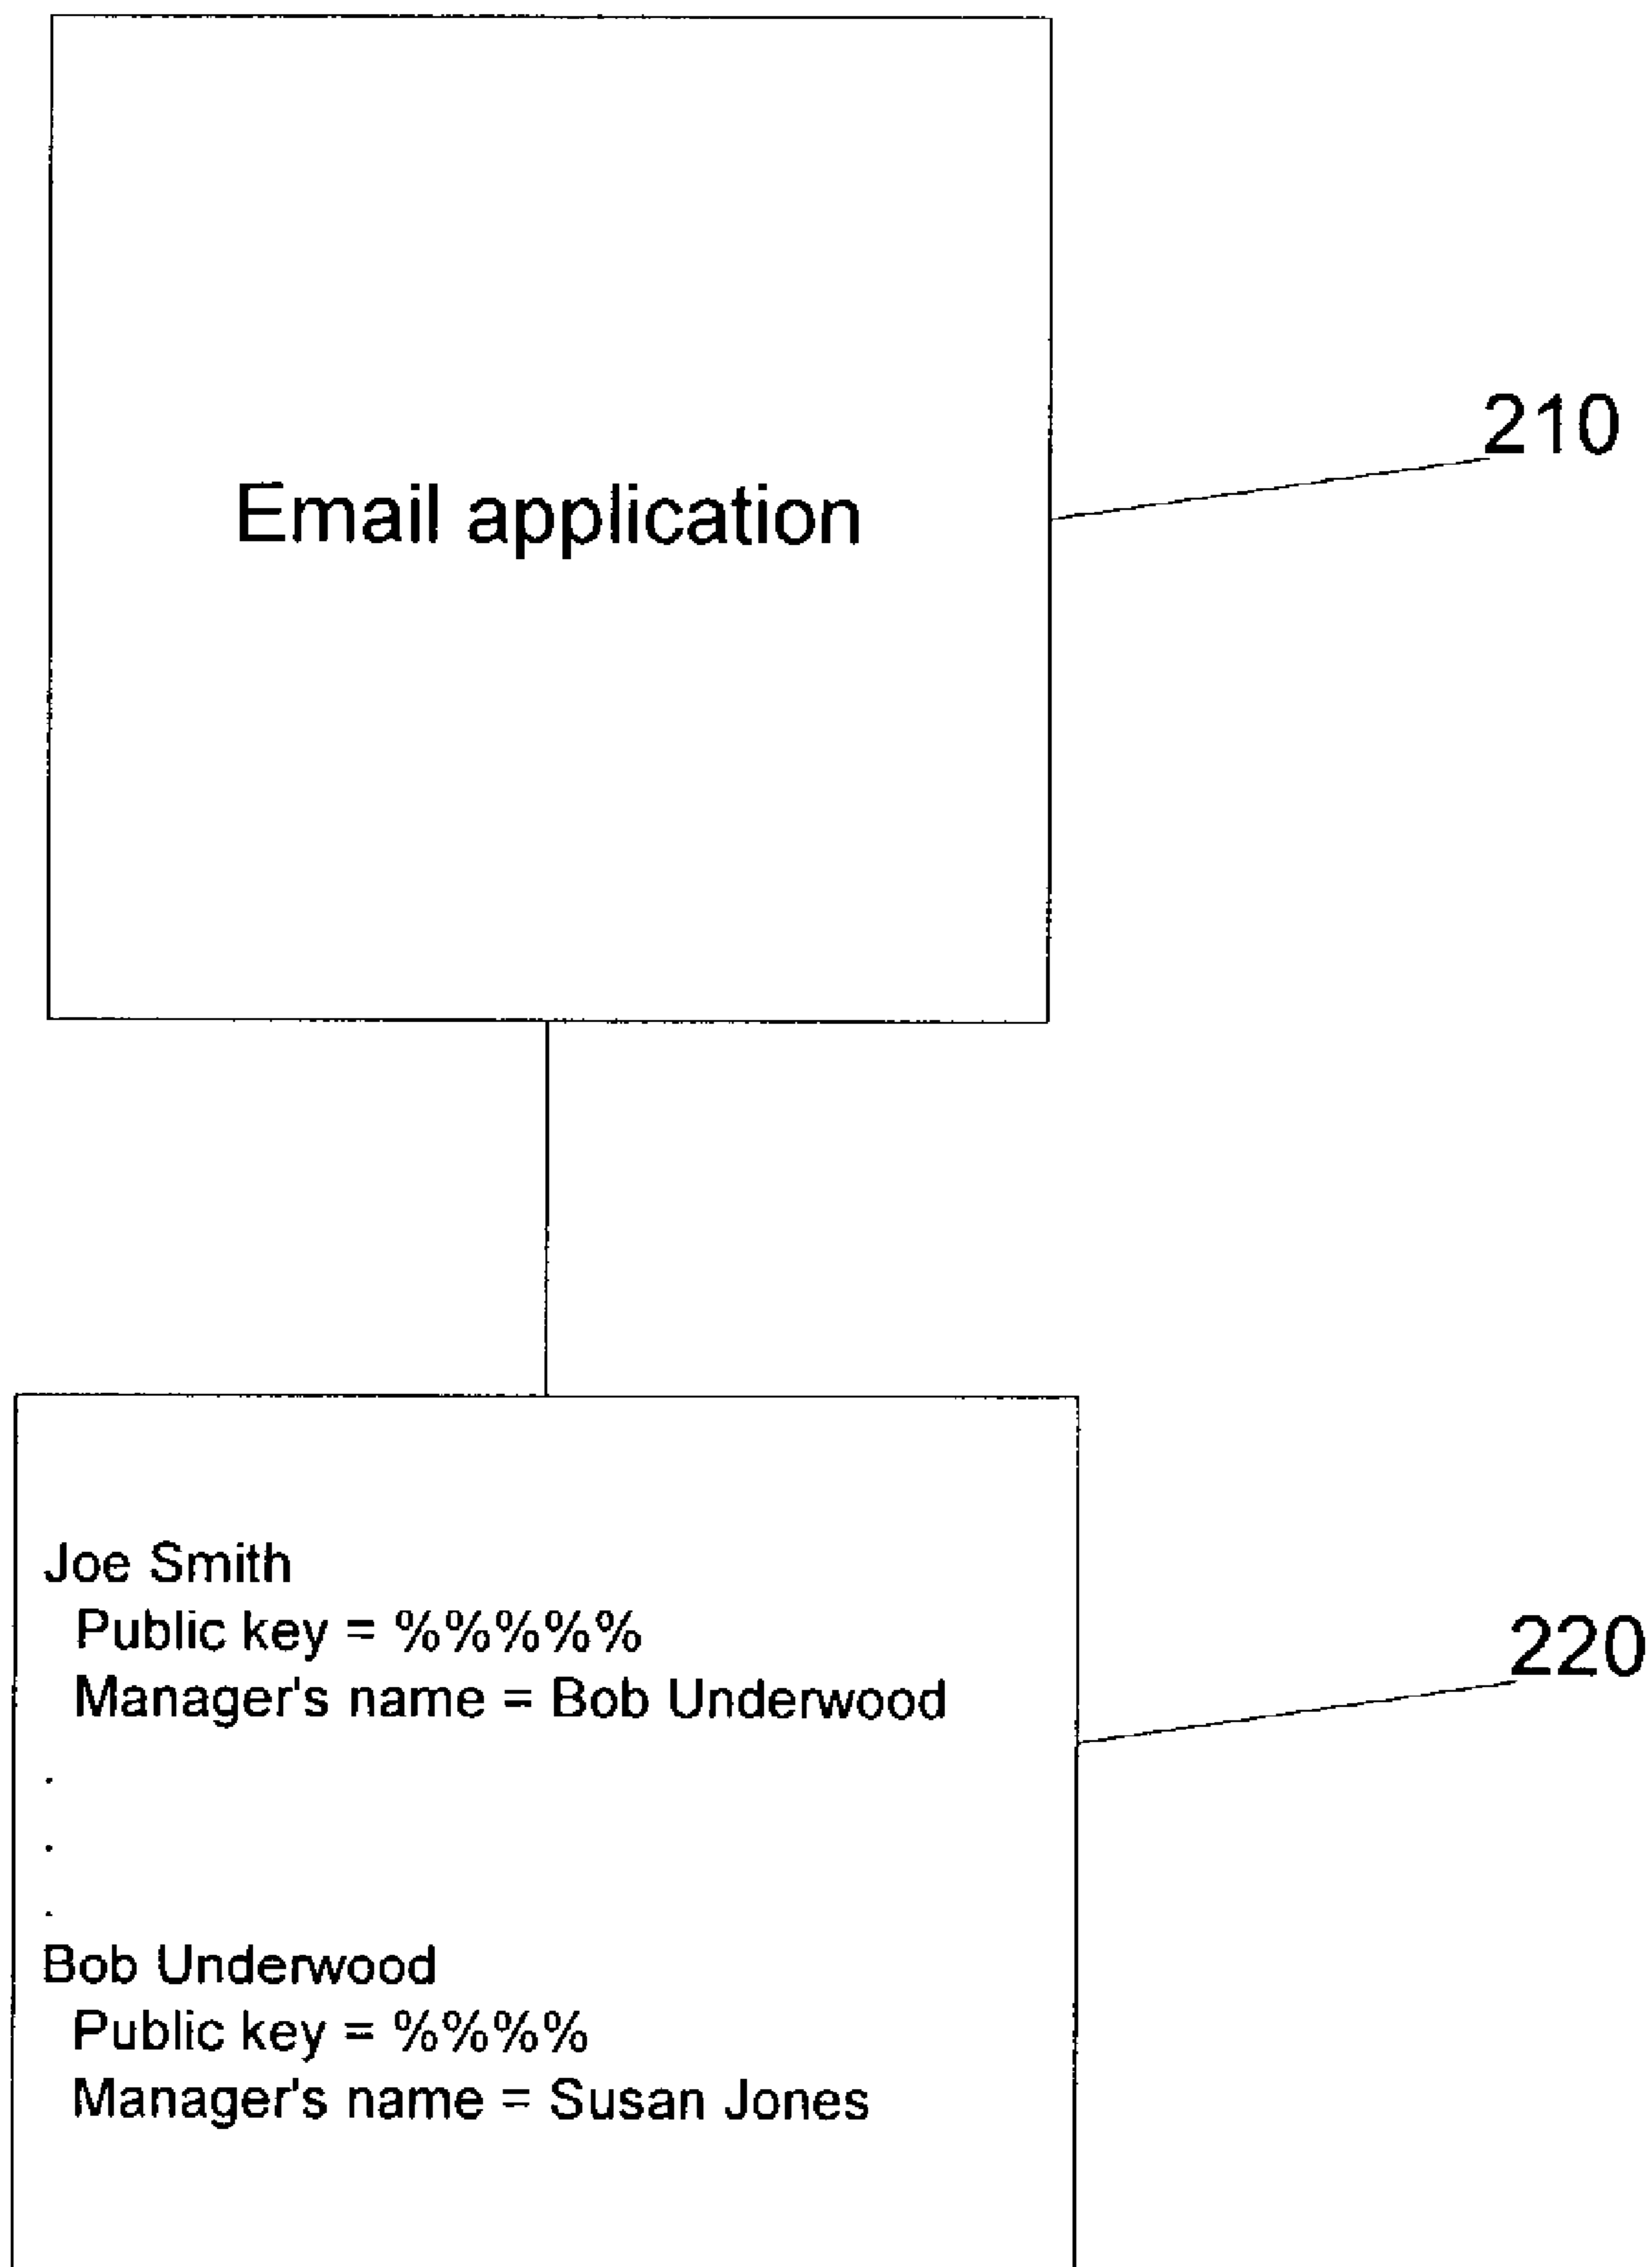 Email application
210
Joe Smith
Public key = %%%%%
Manager's name = Bob Underwood
.
.
.
220
Bob Underwood
Public key = %%%%
Manager's name = Susan Jones